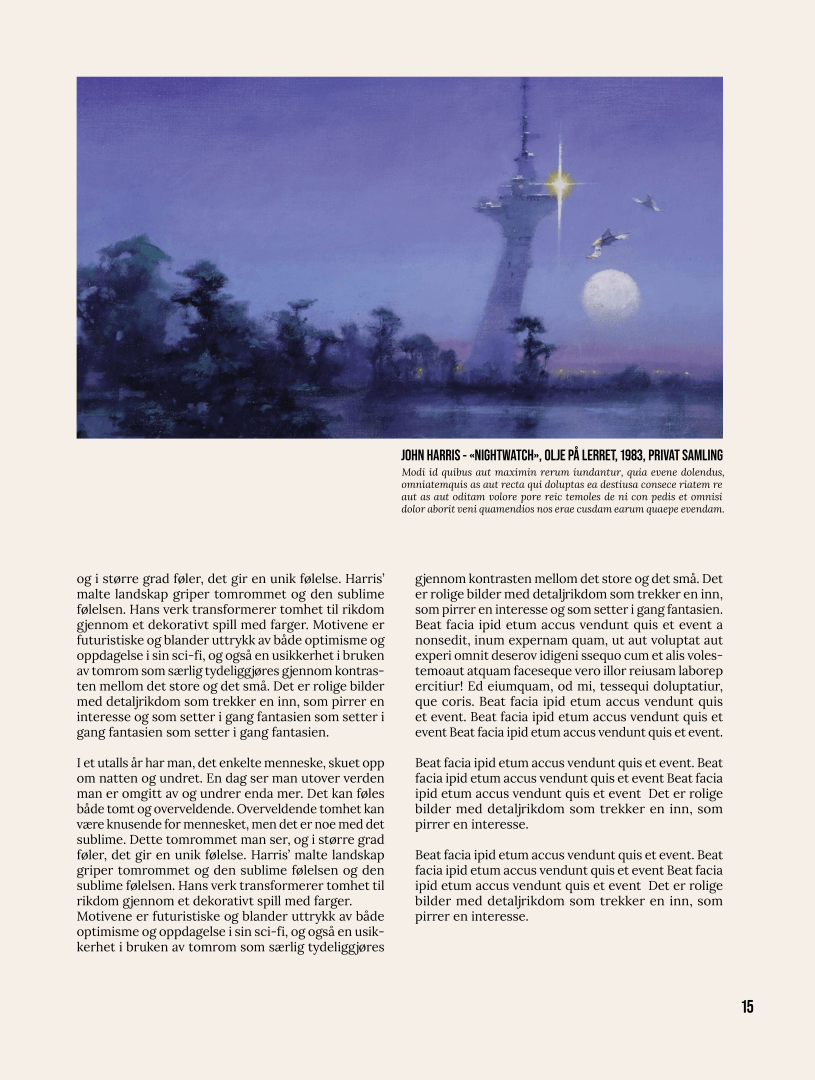 JOHN HARRIS - «NIGHTWATCH», OLJE PÅ LERRET, 1983, PRIVAT SAMLING
Modi id quibus aut maximin rerum iundantur, quia evene dolendus,
omniatemquis as aut recta qui doluptas ea destiusa consece riatem re
aut as aut oditam volore pore reic temoles de ni con pedis et omnisi
dolor aborit veni quamendios nos erae cusdam earum quaepe evendam.
og i større grad føler, det gir en unik følelse. Harris’
malte landskap griper tomrommet og den sublime
følelsen. Hans verk transformerer tomhet til rikdom
gjennom et dekorativt spill med farger. Motivene er
futuristiske og blander uttrykk av både optimisme og
oppdagelse i sin sci-fi, og også en usikkerhet i bruken
av tomrom som særlig tydeliggjøres gjennom kontras-
ten mellom det store og det små. Det er rolige bilder
med detaljrikdom som trekker en inn, som pirrer en
interesse og som setter i gang fantasien som setter i
gang fantasien som setter i gang fantasien.
I et utalls år har man, det enkelte menneske, skuet opp
om natten og undret. En dag ser man utover verden
man er omgitt av og undrer enda mer. Det kan føles
både tomt og overveldende. Overveldende tomhet kan
være knusende for mennesket, men det er noe med det
sublime. Dette tomrommet man ser, og i større grad
føler, det gir en unik følelse. Harris’ malte landskap
griper tomrommet og den sublime følelsen og den
sublime følelsen. Hans verk transformerer tomhet til
rikdom gjennom et dekorativt spill med farger.
Motivene er futuristiske og blander uttrykk av både
optimisme og oppdagelse i sin sci-fi, og også en usik-
kerhet i bruken av tomrom som særlig tydeliggjøres
gjennom kontrasten mellom det store og det små. Det
er rolige bilder med detaljrikdom som trekker en inn,
som pirrer en interesse og som setter i gang fantasien.
Beat facia ipid etum accus vendunt quis et event a
nonsedit, inum expernam quam, ut aut voluptat aut
experi omnit deserov idigeni ssequo cum et alis voles-
temoaut atquam faceseque vero illor reiusam laborep
ercitiur! Ed eiumquam, od mi, tessequi doluptatiur,
que coris. Beat facia ipid etum accus vendunt quis
et event. Beat facia ipid etum accus vendunt quis et
event Beat facia ipid etum accus vendunt quis et event.
Beat facia ipid etum accus vendunt quis et event. Beat
facia ipid etum accus vendunt quis et event Beat facia
ipid etum accus vendunt quis et event Det er rolige
bilder med detaljrikdom som trekker en inn, som
pirrer en interesse.
Beat facia ipid etum accus vendunt quis et event. Beat
facia ipid etum accus vendunt quis et event Beat facia
ipid etum accus vendunt quis et event Det er rolige
bilder med detaljrikdom som trekker en inn, som
pirrer en interesse.
15